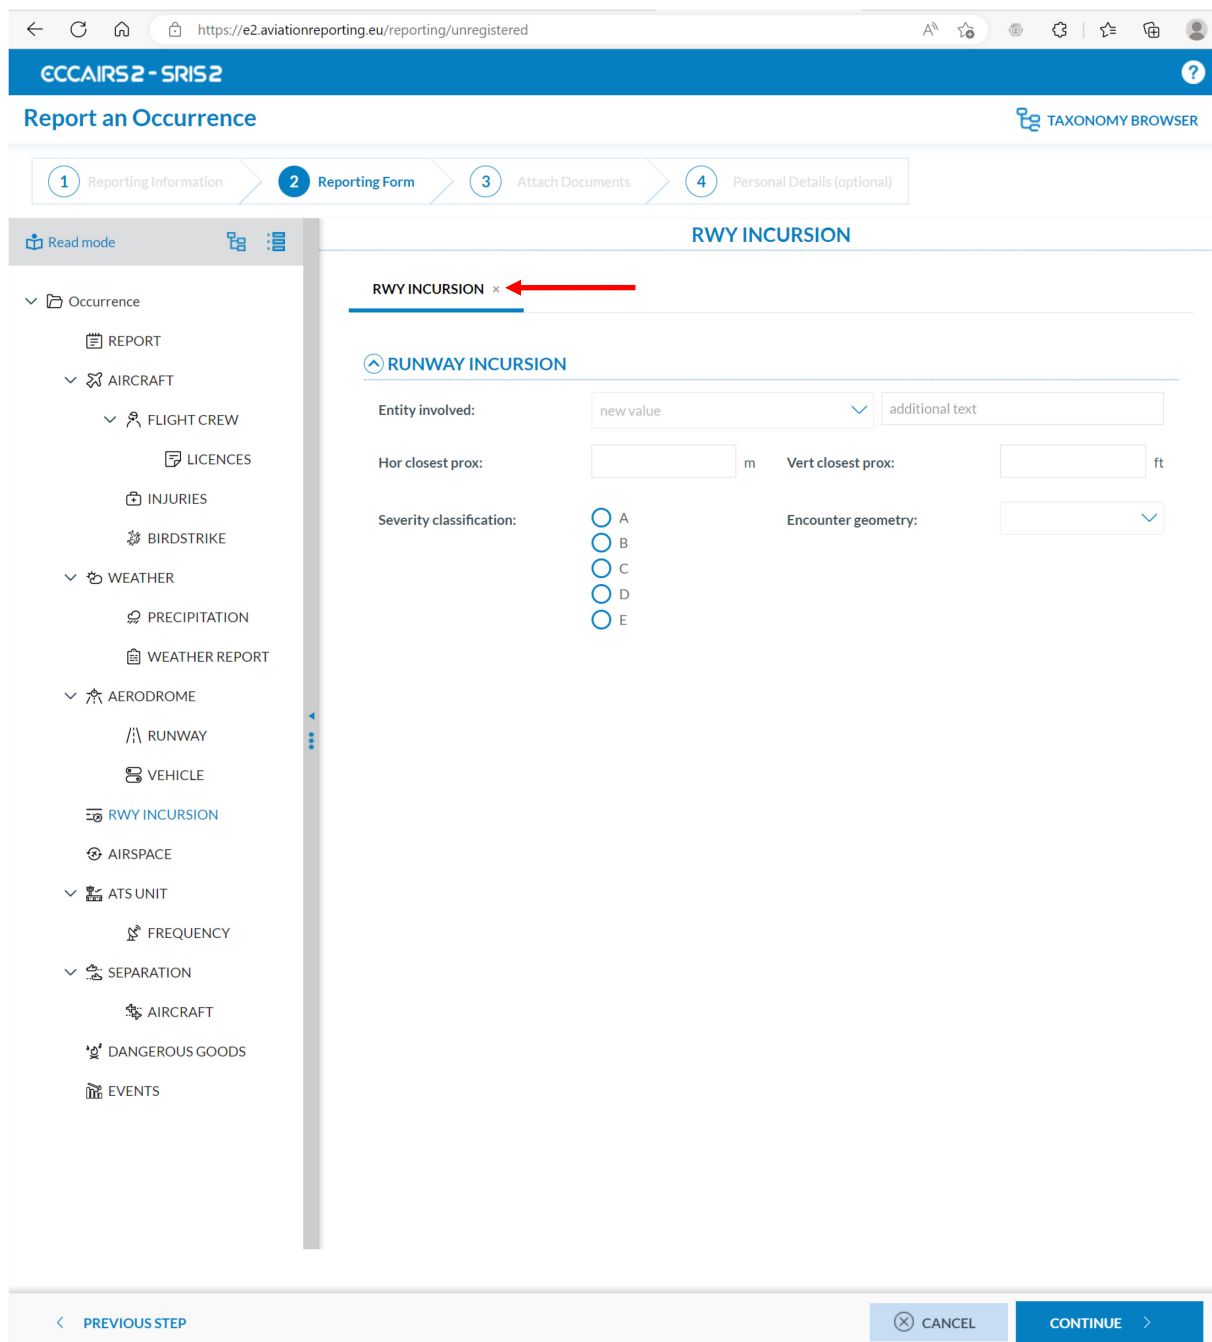 https://e2.aviationreporting.eu/reporting/unregistered
ECCAIRS 2 - SRIS 2
?
Report an Occurrence
TAXONOMY BROWSER
1 Reporting Information
2 Reporting Form
3 Attach Documents
4 Personal Details (optional)
Read mode
RWY INCURSION
Occurrence
REPORT
AIRCRAFT
FLIGHT CREW
LICENCES
INJURIES
BIRDSTRIKE
WEATHER
PRECIPITATION
WEATHER REPORT
AERODROME
RUNWAY
VEHICLE
RWY INCURSION
AIRSPACE
ATS UNIT
FREQUENCY
SEPARATION
AIRCRAFT
DANGEROUS GOODS
EVENTS
RWY INCURSION ×
RUNWAY INCURSION
Entity involved: new value additional text
Hor closest prox: m Vert closest prox: ft
Severity classification: A Encounter geometry:
B
C
D
E
PREVIOUS STEP
CANCEL
CONTINUE